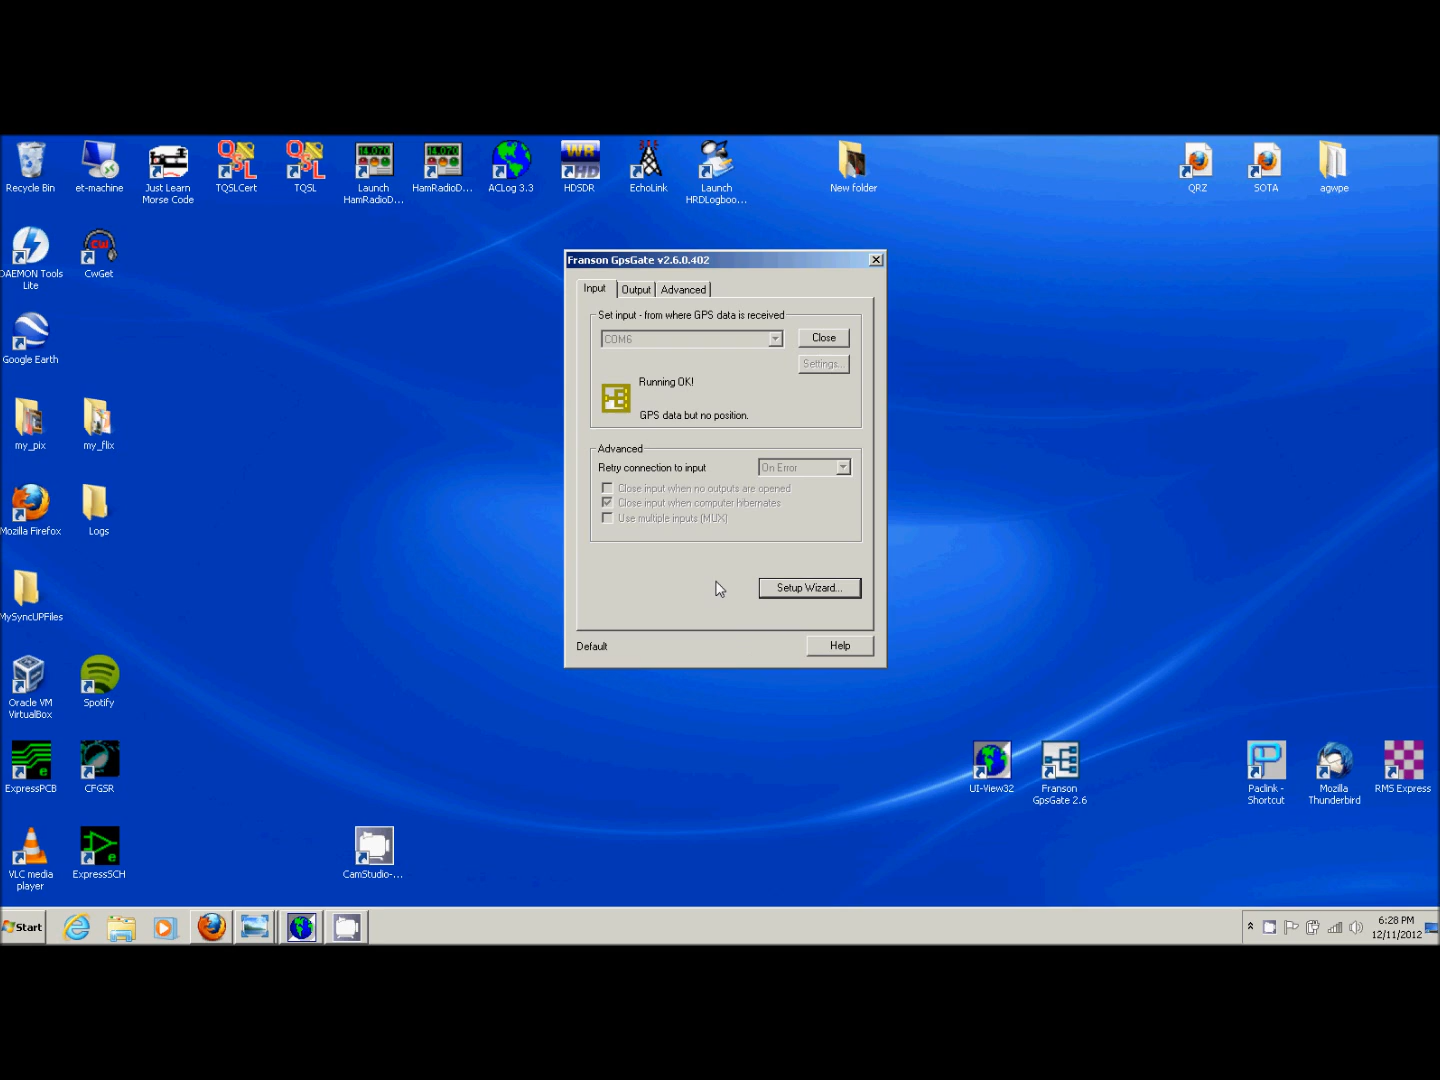 Recycle Bin
et-machine
Just Learn
Morse Code
TQSLCert
TQSL
Launch
HamRadioD...
HamRadioD...
ACLog 3.3
HDSDR
EchoLink
Launch
HRDLogboo...
New folder
QRZ
SOTA
agwpe
DAEMON Tools
Lite
CwGet
Google Earth
my_pix
my_flix
Mozilla Firefox
Logs
MySyncUPFiles
Oracle VM
VirtualBox
Spotify
ExpressPCB
CFGSR
VLC media
player
ExpressSCH
CamStudio-...
UI-View32
Franson
GpsGate 2.6
Paclink -
Shortcut
Mozilla
Thunderbird
RMS Express
Franson GpsGate v2.6.0.402
Input
Output
Advanced
Set input - from where GPS data is received
COM6
Close
Settings...
Running OK!
GPS data but no position.
Advanced
Retry connection to input
On Error
Close input when no outputs are opened
Close input when computer hibernates
Use multiple inputs (MUX)
Setup Wizard...
Default
Help
Start
6:28 PM
12/11/2012